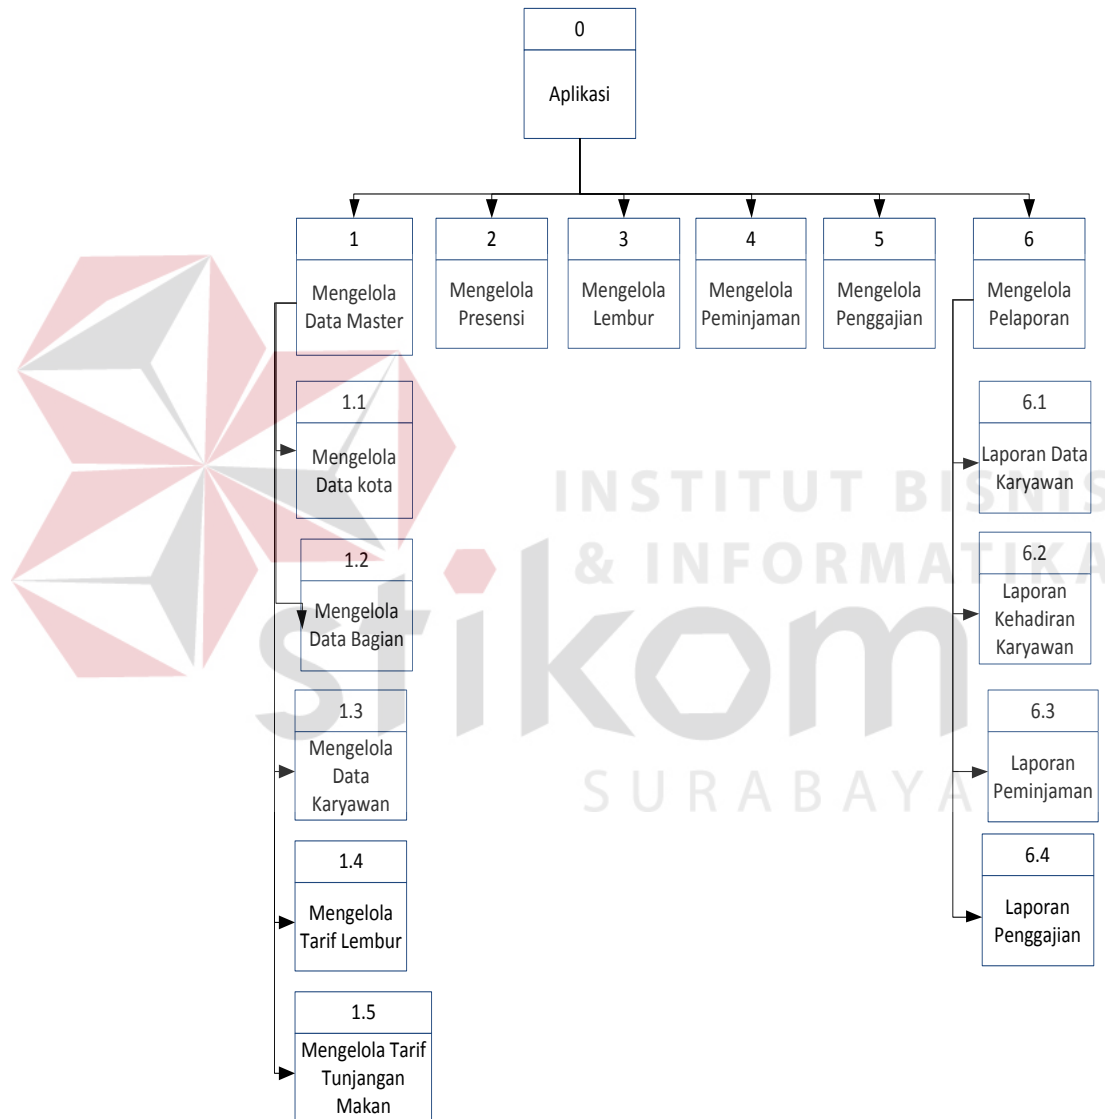 0
Aplikasi
1
2
3
4
5
6
Mengelola
Data Master
Mengelola
Presensi
Mengelola
Lembur
Mengelola
Peminjaman
Mengelola
Penggajian
Mengelola
Pelaporan
1.1
Mengelola
Data kota
1.2
Mengelola
Data Bagian
1.3
Mengelola
Data
Karyawan
1.4
Mengelola
Tarif Lembur
1.5
Mengelola Tarif
Tunjangan
Makan
6.1
Laporan Data
Karyawan
6.2
Laporan
Kehadiran
Karyawan
6.3
Laporan
Peminjaman
6.4
Laporan
Penggajian
INSTITUT BISNIS
& INFORMATIKA
stikom
SURABAYA